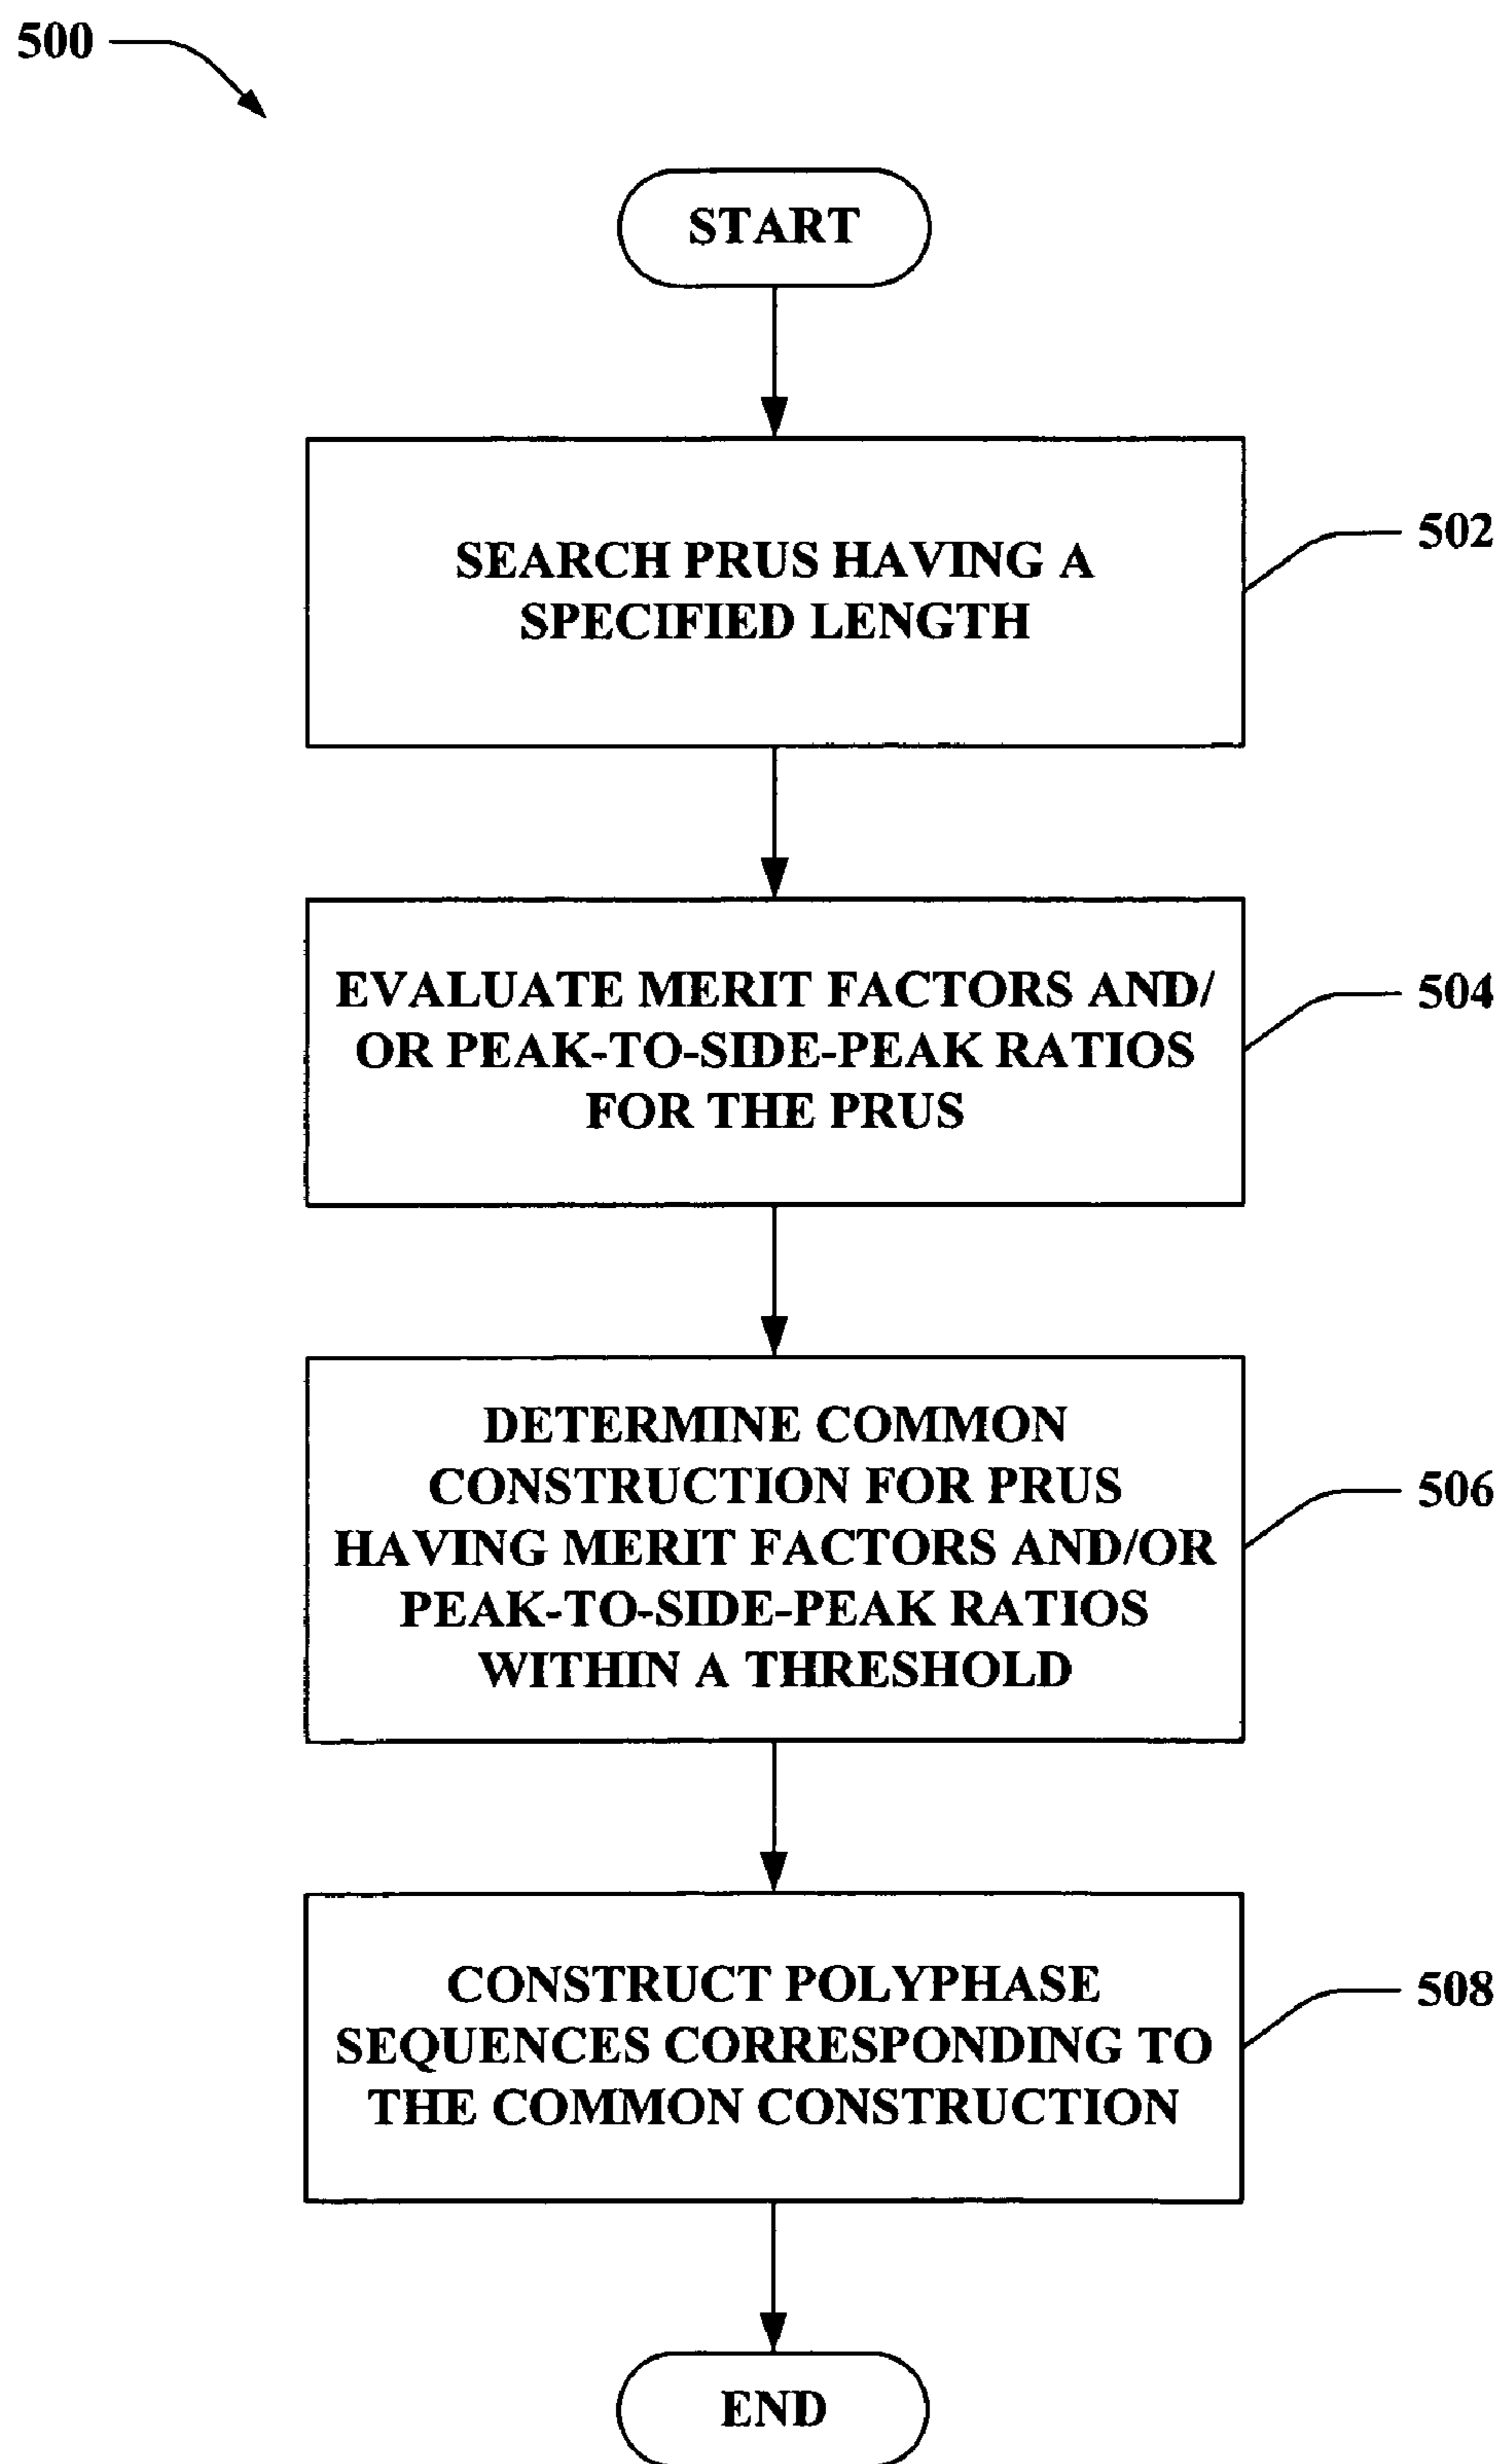 500
START
SEARCH PRUS HAVING A
SPECIFIED LENGTH
502
EVALUATE MERIT FACTORS AND/
OR PEAK-TO-SIDE-PEAK RATIOS
FOR THE PRUS
504
DETERMINE COMMON
CONSTRUCTION FOR PRUS
HAVING MERIT FACTORS AND/OR
PEAK-TO-SIDE-PEAK RATIOS
WITHIN A THRESHOLD
506
CONSTRUCT POLYPHASE
SEQUENCES CORRESPONDING TO
THE COMMON CONSTRUCTION
508
END